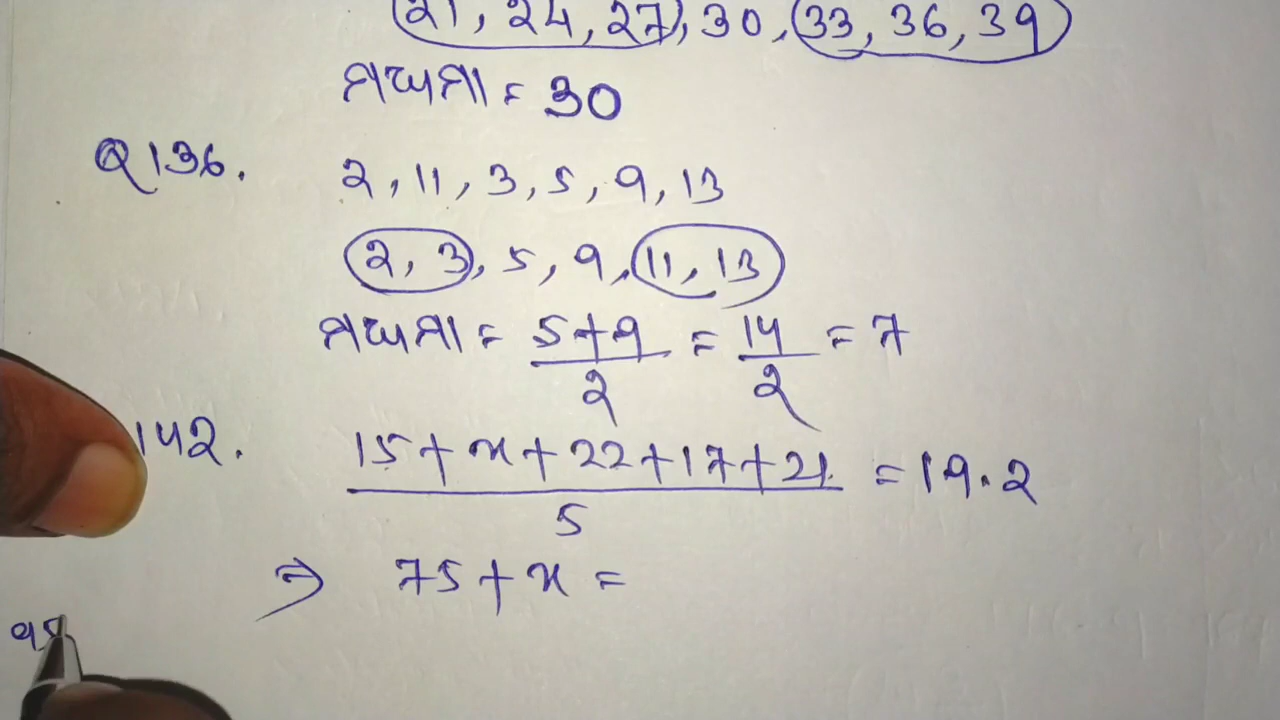 21, 24, 27, 30, 33, 36, 39
ମଧ୍ୟମା = 30
Q136. 2, 11, 3, 5, 9, 13
2, 3, 5, 9, 11, 13
ମଧ୍ୟମା = 5+9/2 = 14/2 = 7
142. 15+x+22+17+21/5 = 19.2
⇒ 75+x =